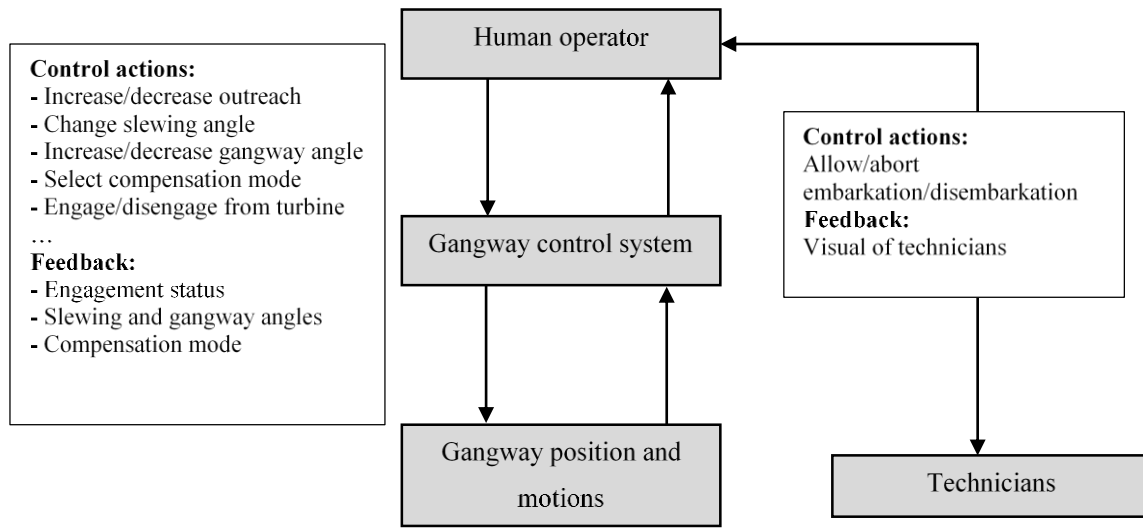 Human operator
Control actions:
- Increase/decrease outreach
- Change slewing angle
- Increase/decrease gangway angle
- Select compensation mode
- Engage/disengage from turbine
…
Feedback:
- Engagement status
- Slewing and gangway angles
- Compensation mode
Gangway control system
Gangway position and
motions
Control actions:
Allow/abort
embarkation/disembarkation
Feedback:
Visual of technicians
Technicians